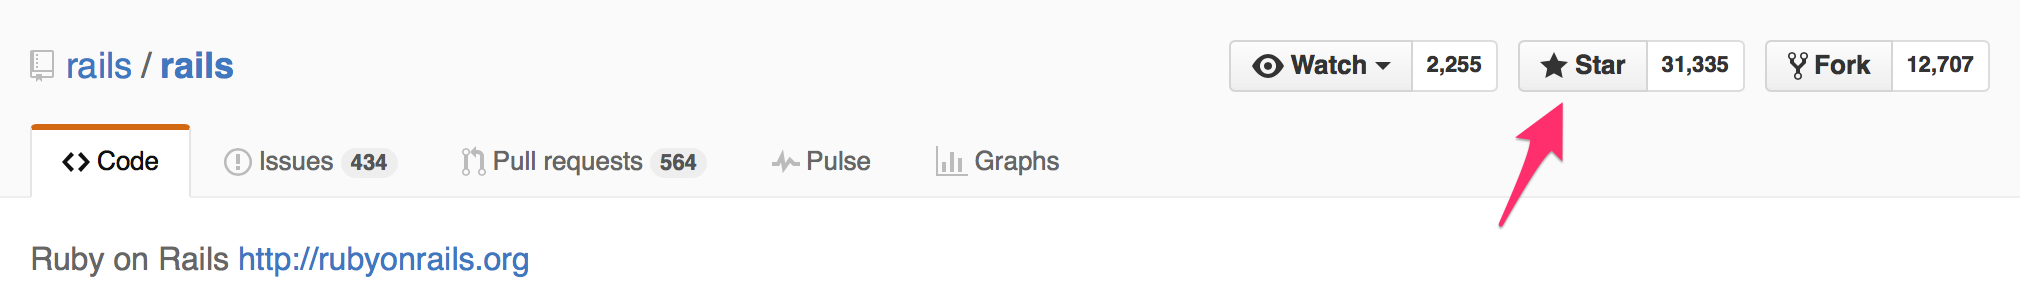 rails / rails Watch 2,255 Star 31,335 Fork 12,707
Code Issues 434 Pull requests 564 Pulse Graphs
Ruby on Rails http://rubyonrails.org